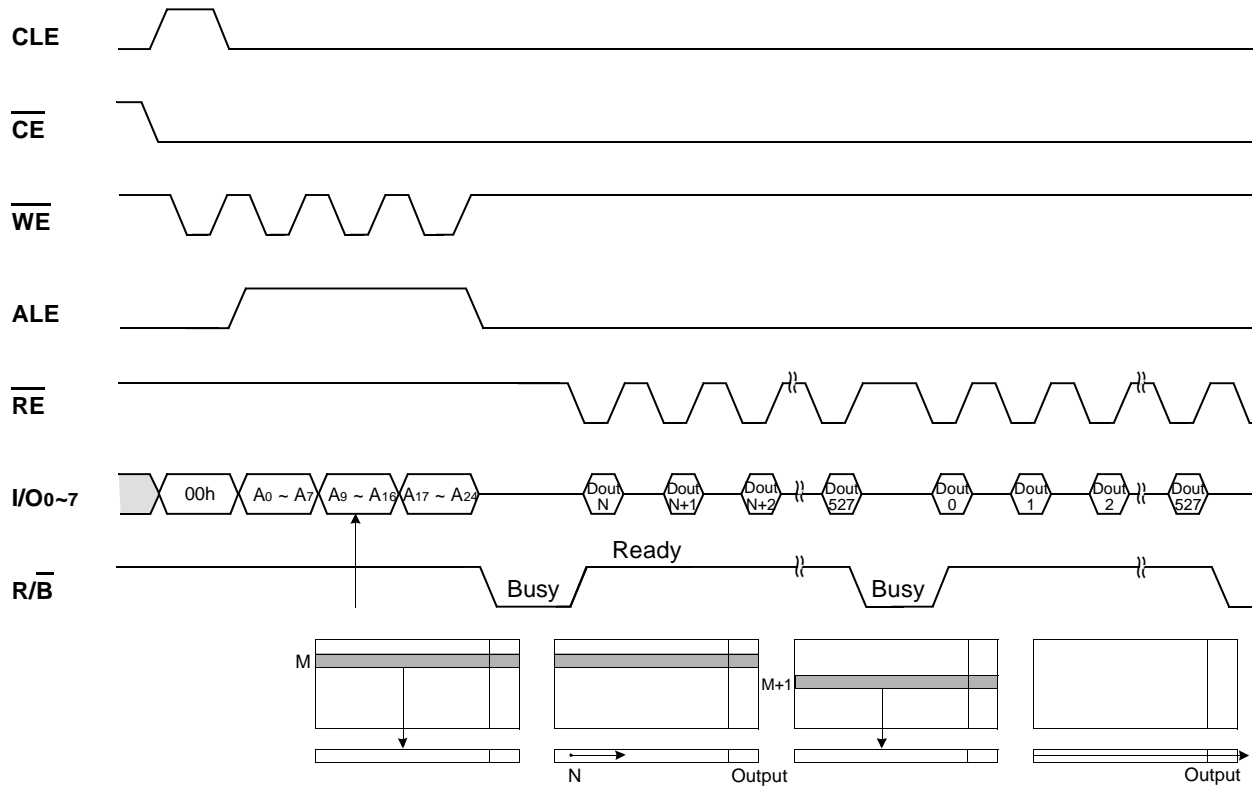 CLE
CE
WE
ALE
RE
I/O0~7 00h A0 ~ A7 A9 ~ A16 A17 ~ A24 Dout N Dout N+1 Dout N+2 Dout 527 Dout 0 Dout 1 Dout 2 Dout 527
Ready
R/B Busy Busy
M M+1
N Output Output